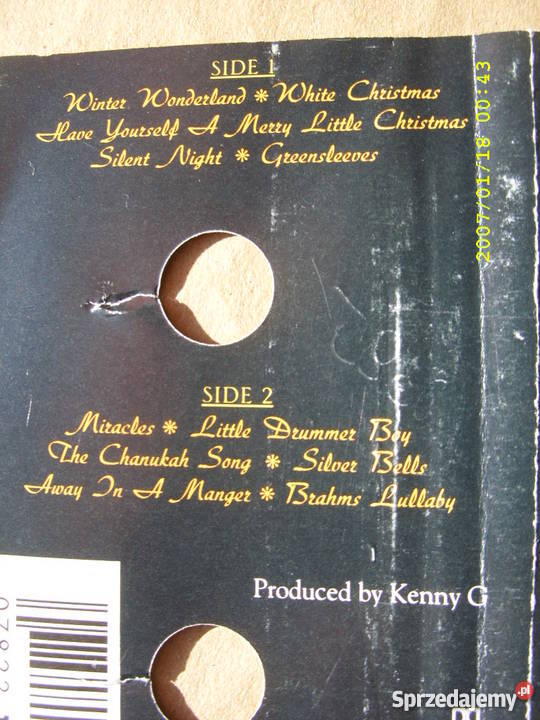 SIDE 1
Winter Wonderland * White Christmas
Have Yourself A Merry Little Christmas
Silent Night * Greensleeves
2007/01/18 00:43
SIDE 2
Miracles * Little Drummer Boy
The Chanukah Song * Silver Bells
Away In A Manger * Brahms Lullaby
Produced by Kenny G
Sprzedajemy.pl